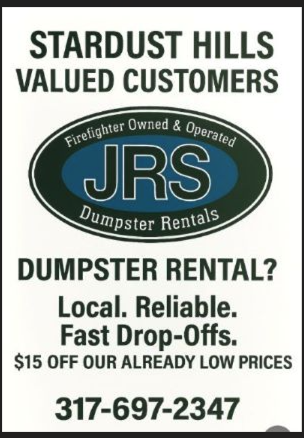 STARDUST HILLS
VALUED CUSTOMERS
Firefighter Owned & Operated
JRS
Dumpster Rentals
DUMPSTER RENTAL?
Local. Reliable.
Fast Drop-Offs.
$15 OFF OUR ALREADY LOW PRICES
317-697-2347